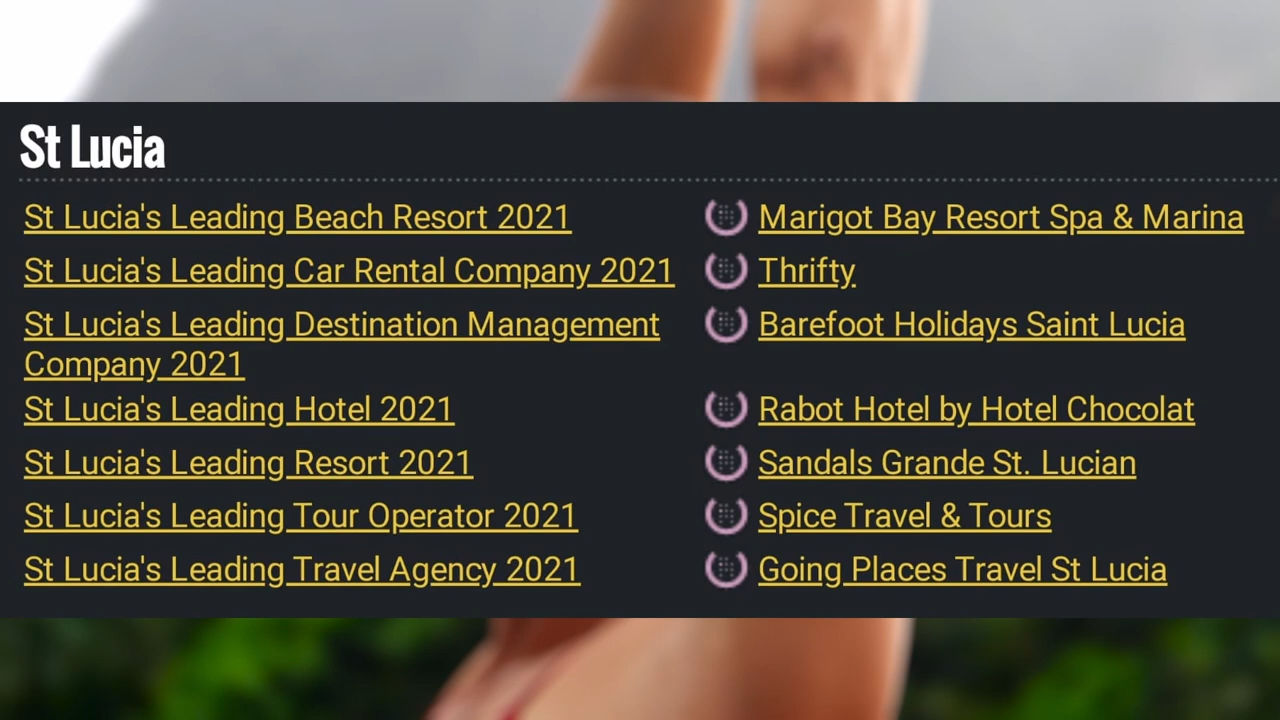 St Lucia
St Lucia's Leading Beach Resort 2021 Marigot Bay Resort Spa & Marina
St Lucia's Leading Car Rental Company 2021 Thrifty
St Lucia's Leading Destination Management Barefoot Holidays Saint Lucia
Company 2021
St Lucia's Leading Hotel 2021 Rabot Hotel by Hotel Chocolat
St Lucia's Leading Resort 2021 Sandals Grande St. Lucian
St Lucia's Leading Tour Operator 2021 Spice Travel & Tours
St Lucia's Leading Travel Agency 2021 Going Places Travel St Lucia